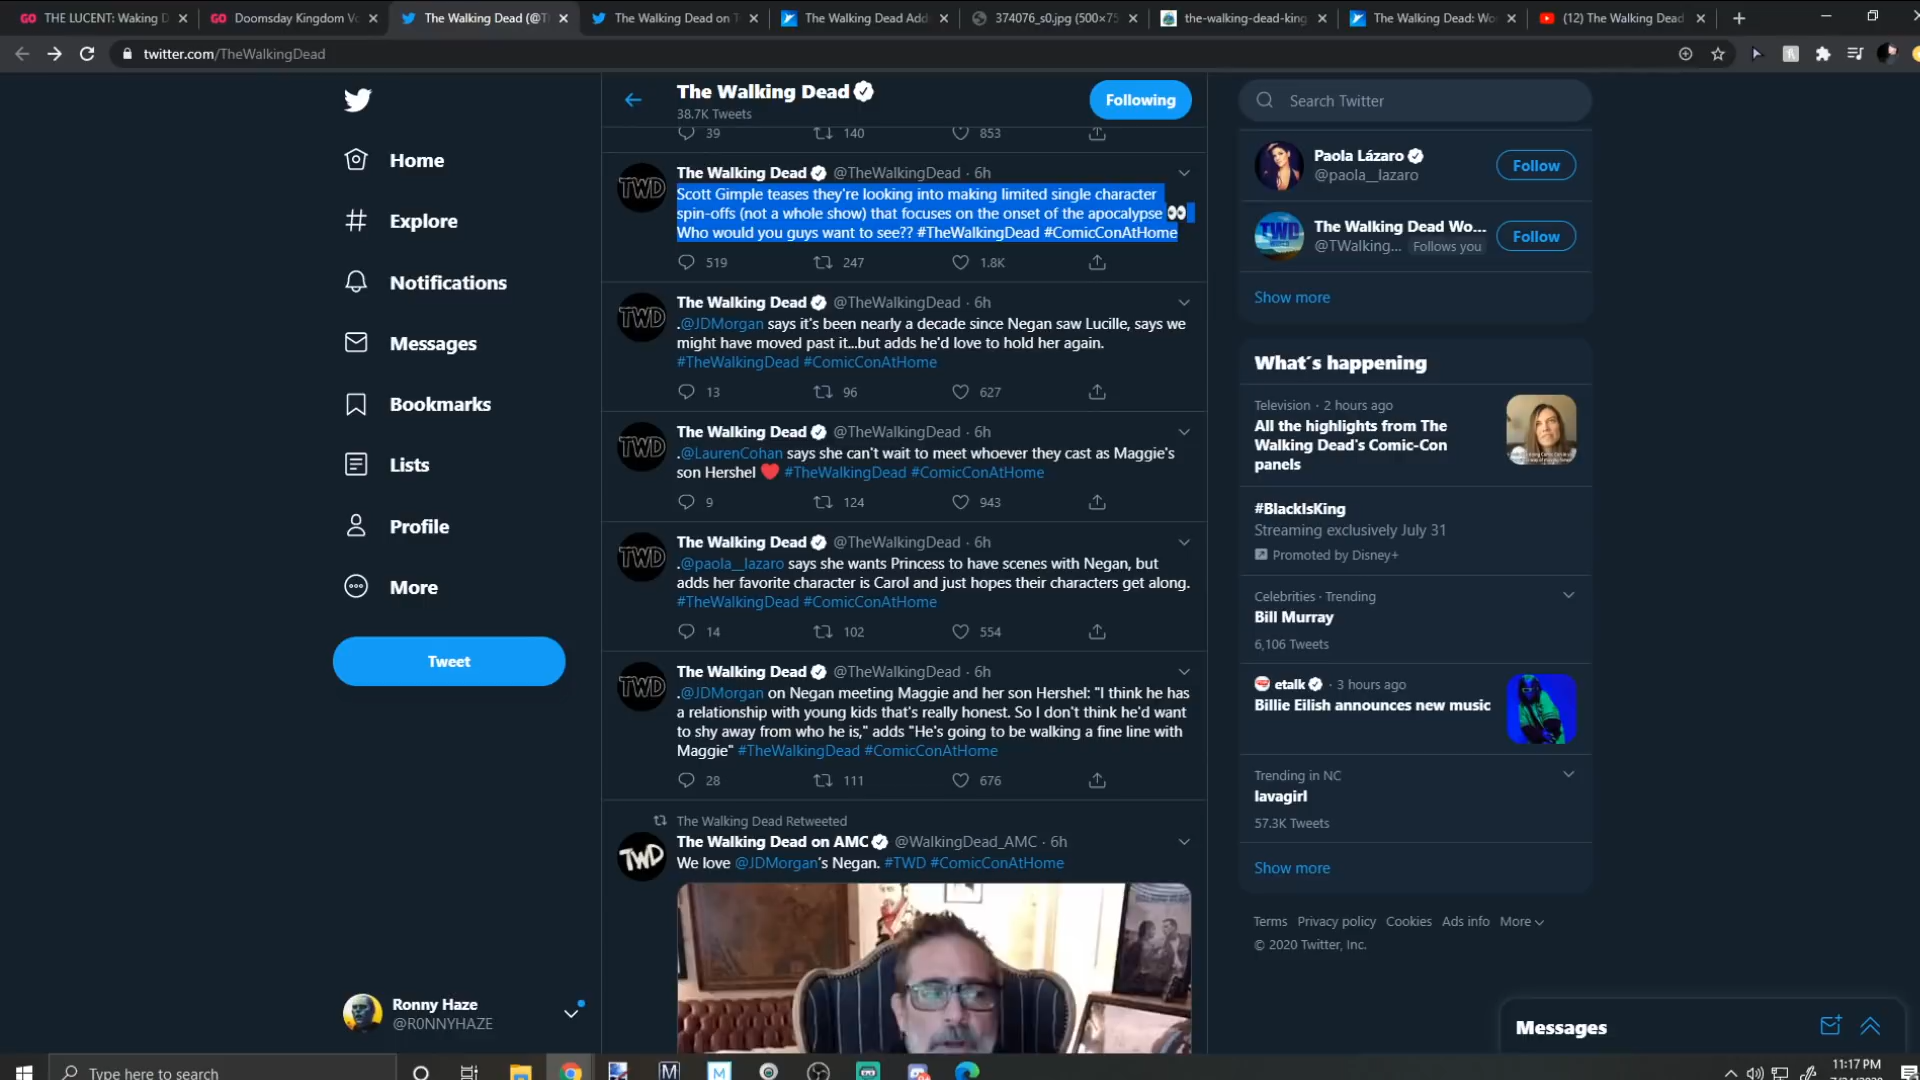 THE LUCENT: Waking D
Doomsday Kingdom Vo
The Walking Dead (@T
The Walking Dead on T
The Walking Dead Add
374076_s0.jpg (500×75
the-walking-dead-king
The Walking Dead: Wo
(12) The Walking Dead
twitter.com/TheWalkingDead
Home
Explore
Notifications
Messages
Bookmarks
Lists
Profile
More
Tweet
Ronny Haze
@R0NNYHAZE
The Walking Dead
38.7K Tweets
Following
39 140 853
The Walking Dead @TheWalkingDead · 6h
Scott Gimple teases they're looking into making limited single character
spin-offs (not a whole show) that focuses on the onset of the apocalypse 👀
Who would you guys want to see?? #TheWalkingDead #ComicConAtHome
519 247 1.8K
The Walking Dead @TheWalkingDead · 6h
.@JDMorgan says it's been nearly a decade since Negan saw Lucille, says we
might have moved past it...but adds he'd love to hold her again.
#TheWalkingDead #ComicConAtHome
13 96 627
The Walking Dead @TheWalkingDead · 6h
.@LaurenCohan says she can't wait to meet whoever they cast as Maggie's
son Hershel ❤️ #TheWalkingDead #ComicConAtHome
9 124 943
The Walking Dead @TheWalkingDead · 6h
.@paola__lazaro says she wants Princess to have scenes with Negan, but
adds her favorite character is Carol and just hopes their characters get along.
#TheWalkingDead #ComicConAtHome
14 102 554
The Walking Dead @TheWalkingDead · 6h
.@JDMorgan on Negan meeting Maggie and her son Hershel: "I think he has
a relationship with young kids that's really honest. So I don't think he'd want
to shy away from who he is," adds "He's going to be walking a fine line with
Maggie" #TheWalkingDead #ComicConAtHome
28 111 676
The Walking Dead Retweeted
The Walking Dead on AMC @WalkingDead_AMC · 6h
We love @JDMorgan's Negan. #TWD #ComicConAtHome
Search Twitter
Paola Lázaro
@paola__lazaro
Follow
The Walking Dead Wo...
@TWalking... Follows you
Follow
Show more
What's happening
Television · 2 hours ago
All the highlights from The
Walking Dead's Comic-Con
panels
#BlackIsKing
Streaming exclusively July 31
Promoted by Disney+
Celebrities · Trending
Bill Murray
6,106 Tweets
etalk · 3 hours ago
Billie Eilish announces new music
Trending in NC
lavagirl
57.3K Tweets
Show more
Terms Privacy policy Cookies Ads info More
© 2020 Twitter, Inc.
Messages
Type here to search
11:17 PM